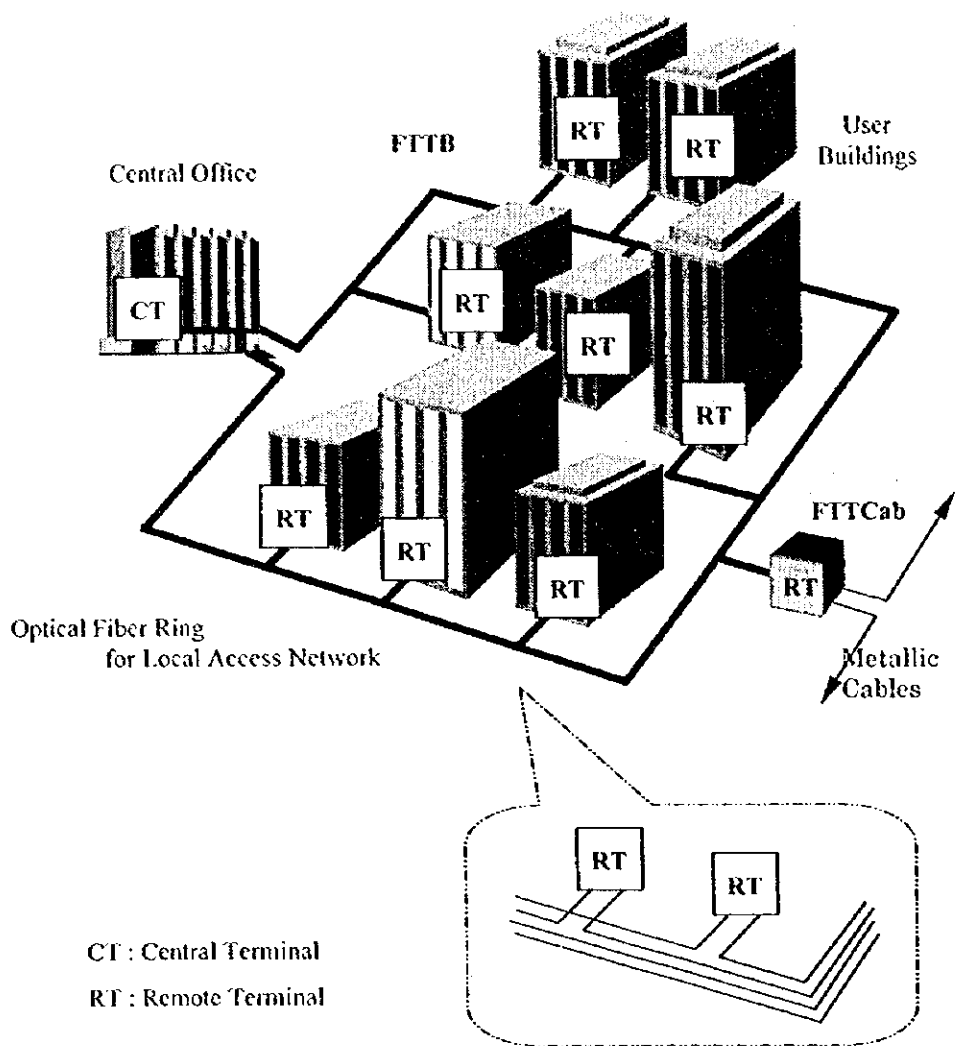 RT
RT
User
Buildings
FTTB
Central Office
CT
RT
RT
RT
RT
RT
RT
FTTCab
RT
Optical Fiber Ring
for Local Access Network
Metallic
Cables
RT
RT
CT : Central Terminal
RT : Remote Terminal